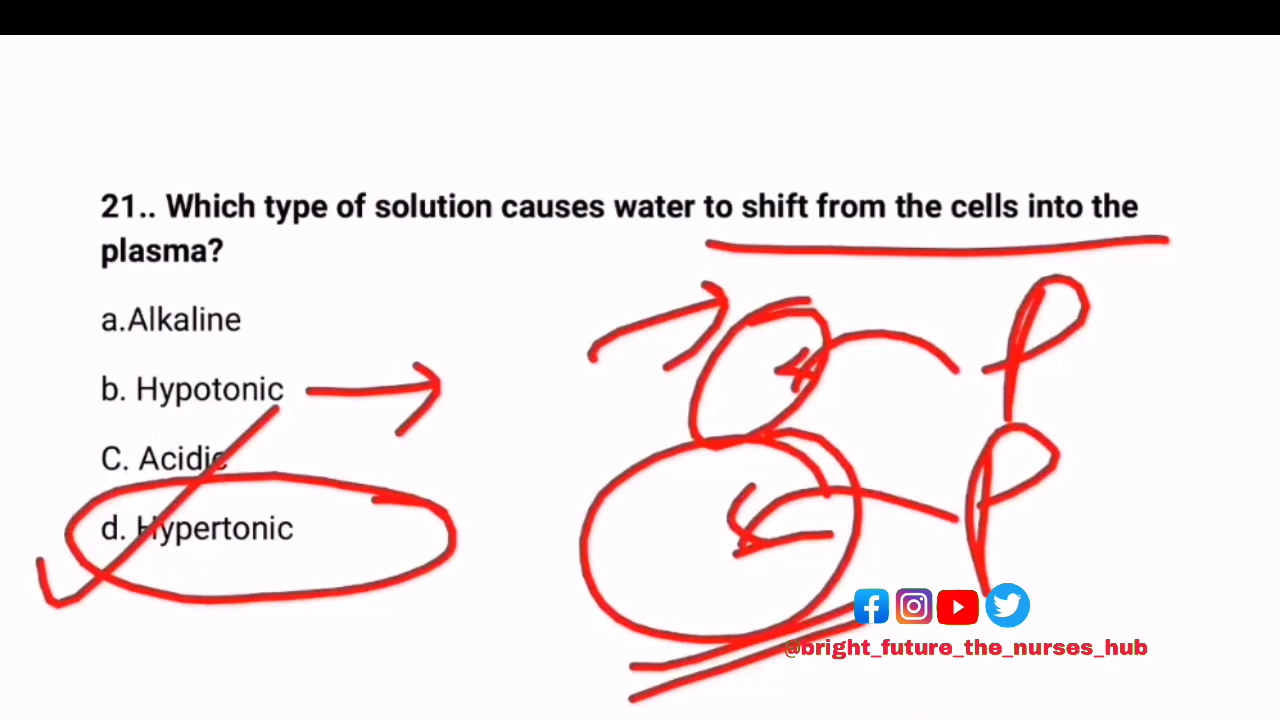 21.. Which type of solution causes water to shift from the cells into the
plasma?
a.Alkaline
b. Hypotonic
C. Acidic
d. Hypertonic
P
P
@bright_future_the_nurses_hub